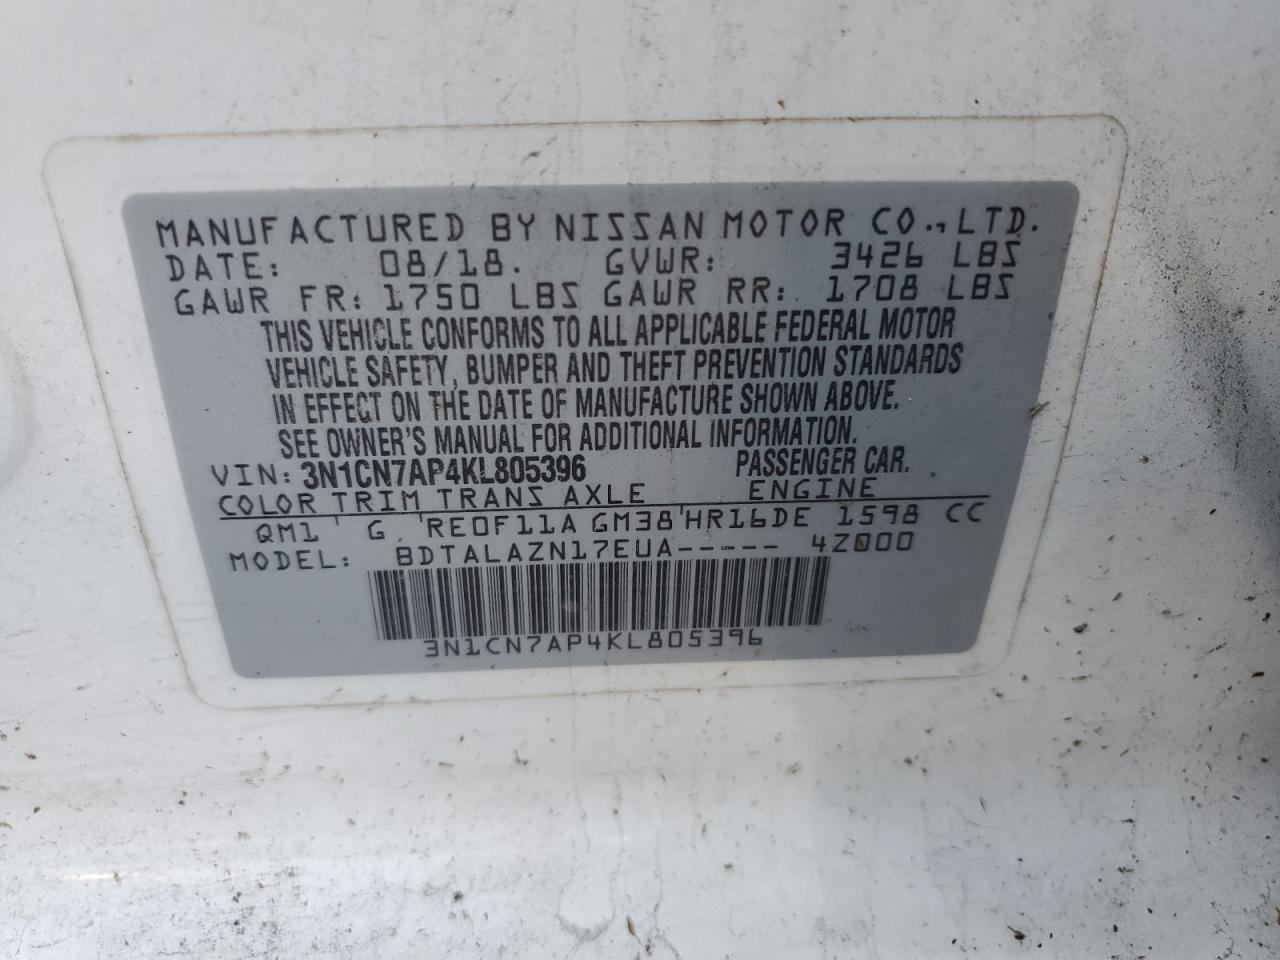 MANUFACTURED BY NISSAN MOTOR CO., LTD.
DATE: 08/18. GVWR: 3426 LBS
GAWR FR: 1750 LBS GAWR RR: 1708 LBS
THIS VEHICLE CONFORMS TO ALL APPLICABLE FEDERAL MOTOR
VEHICLE SAFETY, BUMPER AND THEFT PREVENTION STANDARDS
IN EFFECT ON THE DATE OF MANUFACTURE SHOWN ABOVE.
SEE OWNER'S MANUAL FOR ADDITIONAL INFORMATION.
VIN: 3N1CN7AP4KL805396 PASSENGER CAR.
COLOR TRIM TRANS AXLE ENGINE
QM1 ' G ' RE0F11A GM38 ' HR16DE 1598 CC
MODEL: BDTALAZN17EUA----- 4Z000
3N1CN7AP4KL805396